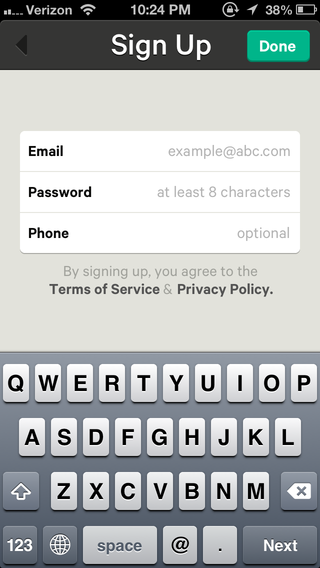 Verizon 10:24 PM 38%
Sign Up Done
Email example@abc.com
Password at least 8 characters
Phone optional
By signing up, you agree to the
Terms of Service & Privacy Policy.
Q W E R T Y U I O P
A S D F G H J K L
Z X C V B N M
123 space @ . Next